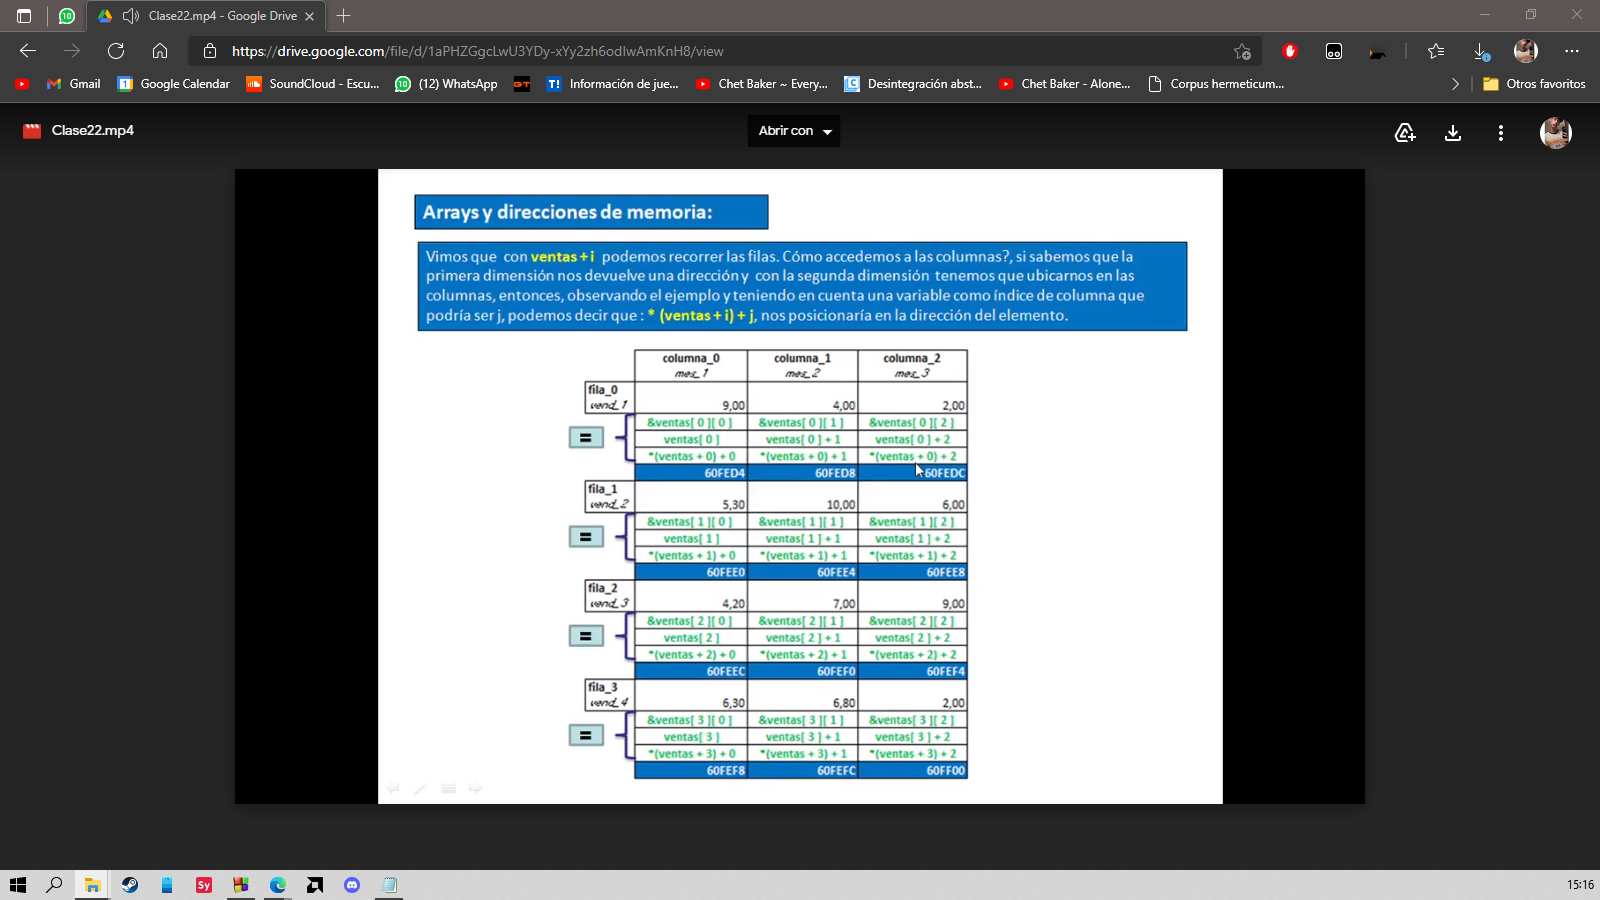 Clase22.mp4 - Google Drive
https://drive.google.com/file/d/1aPHZGgcLwU3YDy-xYy2zh6odIwAmKnH8/view
Gmail
Google Calendar
SoundCloud - Escu...
(12) WhatsApp
GT
Información de jue...
Chet Baker ~ Every...
Desintegración abst...
Chet Baker - Alone...
Corpus hermeticum...
Otros favoritos
Clase22.mp4
Abrir con
Arrays y direcciones de memoria:
Vimos que con ventas + i podemos recorrer las filas. Cómo accedemos a las columnas?, si sabemos que la
primera dimensión nos devuelve una dirección y con la segunda dimensión tenemos que ubicarnos en las
columnas, entonces, observando el ejemplo y teniendo en cuenta una variable como índice de columna que
podría ser j, podemos decir que : * (ventas + i) + j, nos posicionaría en la dirección del elemento.
columna_0 columna_1 columna_2
mes_1 mes_2 mes_3
fila_0
vend_1 9,00 4,00 2,00
&ventas[ 0 ][ 0 ] &ventas[ 0 ][ 1 ] &ventas[ 0 ][ 2 ]
= ventas[ 0 ] ventas[ 0 ] + 1 ventas[ 0 ] + 2
*(ventas + 0) + 0 *(ventas + 0) + 1 *(ventas + 0) + 2
60FED4 60FED8 60FEDC
fila_1
vend_2 5,30 10,00 6,00
&ventas[ 1 ][ 0 ] &ventas[ 1 ][ 1 ] &ventas[ 1 ][ 2 ]
= ventas[ 1 ] ventas[ 1 ] + 1 ventas[ 1 ] + 2
*(ventas + 1) + 0 *(ventas + 1) + 1 *(ventas + 1) + 2
60FEE0 60FEE4 60FEE8
fila_2
vend_3 4,20 7,00 9,00
&ventas[ 2 ][ 0 ] &ventas[ 2 ][ 1 ] &ventas[ 2 ][ 2 ]
= ventas[ 2 ] ventas[ 2 ] + 1 ventas[ 2 ] + 2
*(ventas + 2) + 0 *(ventas + 2) + 1 *(ventas + 2) + 2
60FEEC 60FEF0 60FEF4
fila_3
vend_4 6,30 6,80 2,00
&ventas[ 3 ][ 0 ] &ventas[ 3 ][ 1 ] &ventas[ 3 ][ 2 ]
= ventas[ 3 ] ventas[ 3 ] + 1 ventas[ 3 ] + 2
*(ventas + 3) + 0 *(ventas + 3) + 1 *(ventas + 3) + 2
60FEF8 60FEFC 60FF00
Sy
15:16